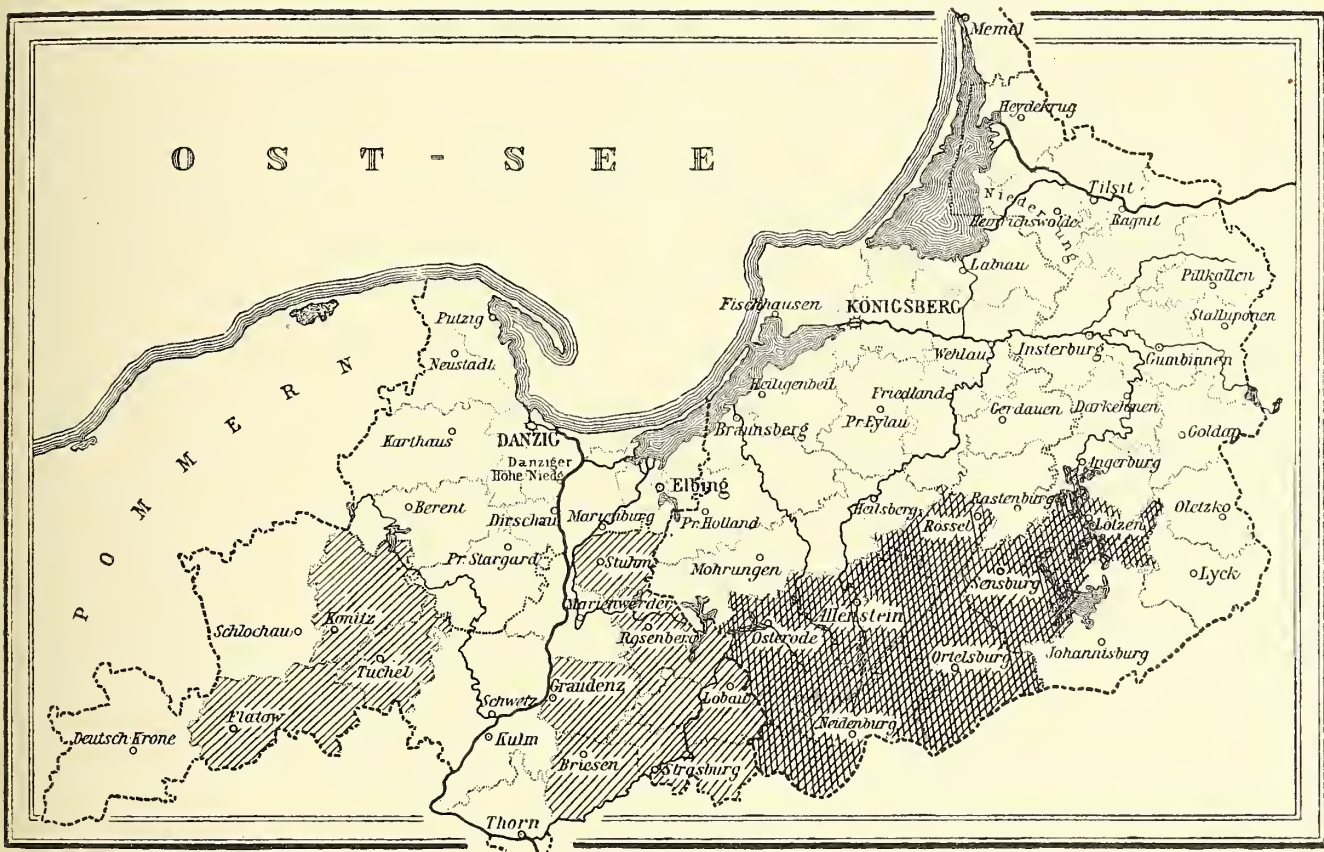 Memel
Heydekrug
OST-SEE
Tilsit
Niederung
Heinrichswalde
Ragnit
Labiau
Pillkallen
Fischhausen
KÖNIGSBERG
Putzig
Stalluponen
Neustadt
Wehlau
Insterburg
Gumbinnen
POMMERN
Heiligenbeil
Friedland
Gerdauen
Darkehmen
Karthaus
DANZIG
Braunsberg
Pr Eylau
Goldap
Danziger
Höhe Niedg
Angerburg
Elbing
Berent
Dirschau
Marienburg
Pr. Holland
Heilsberg
Rössel
Rastenburg
Lötzen
Oletzko
Pr. Stargard
Stuhm
Mohrungen
Sensburg
Lyck
Marienwerder
Allenstein
Schlochau
Konitz
Rosenberg
Osterode
Johannisburg
Tuchel
Ortelsburg
Schwetz
Graudenz
Lobau
Flatow
Neidenburg
Deutsch Krone
Kulm
Briesen
Strasburg
Thorn